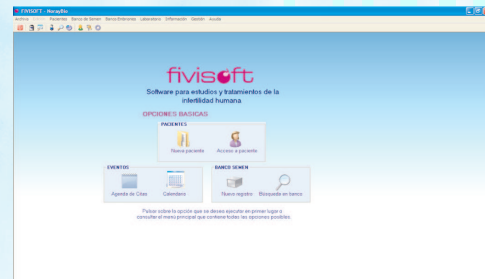 FIVISOFT - NorayBio
Archivo Pacientes Banco de Semen Banco Embriones Laboratorio Información Gestión Ayuda
fivisoft
Software para estudios y tratamientos de la
infertilidad humana
OPCIONES BASICAS
PACIENTES
Nueva paciente Acceso a paciente
EVENTOS BANCO SEMEN
Agenda de Citas Calendario Nuevo registro Búsqueda en banco
Pulsar sobre la opción que se desee ejecutar en primer lugar o
consultar el menú principal que contiene todas las opciones posibles.